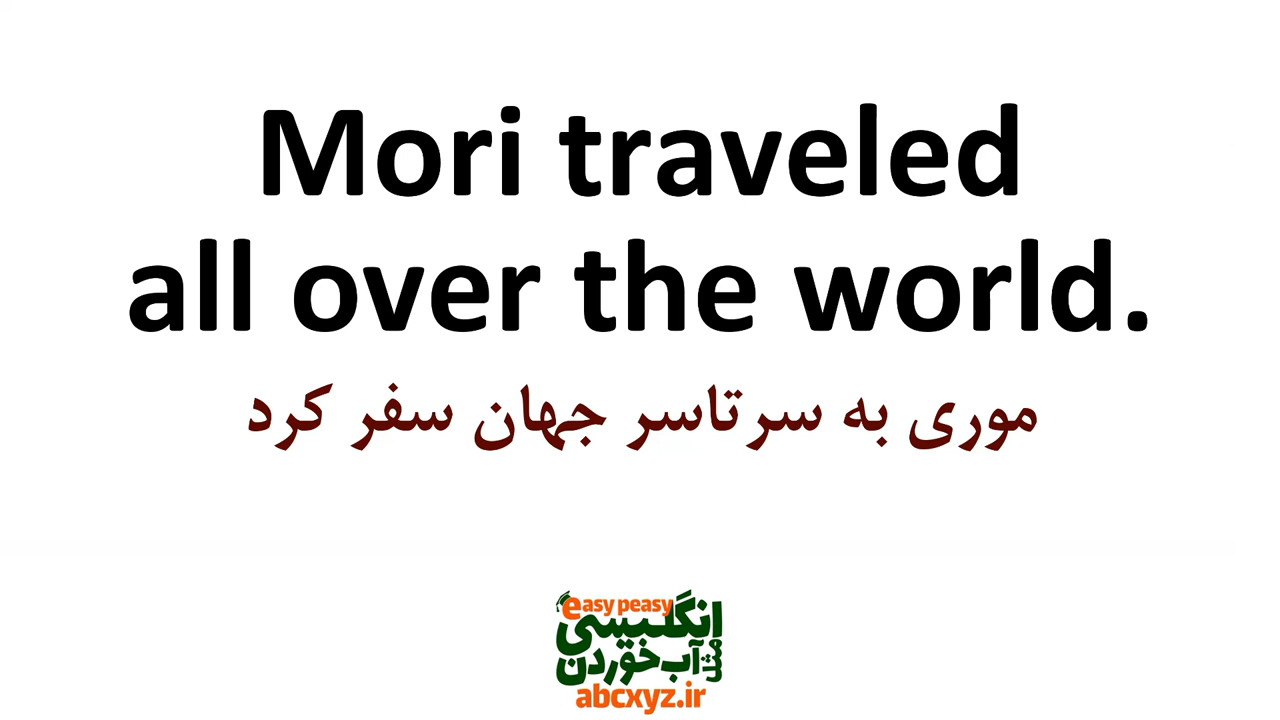 Mori traveled
all over the world.
موری به سرتاسر جهان سفر کرد
easy peasy
انگلیسی
مثل آب خوردن
abcxyz.ir